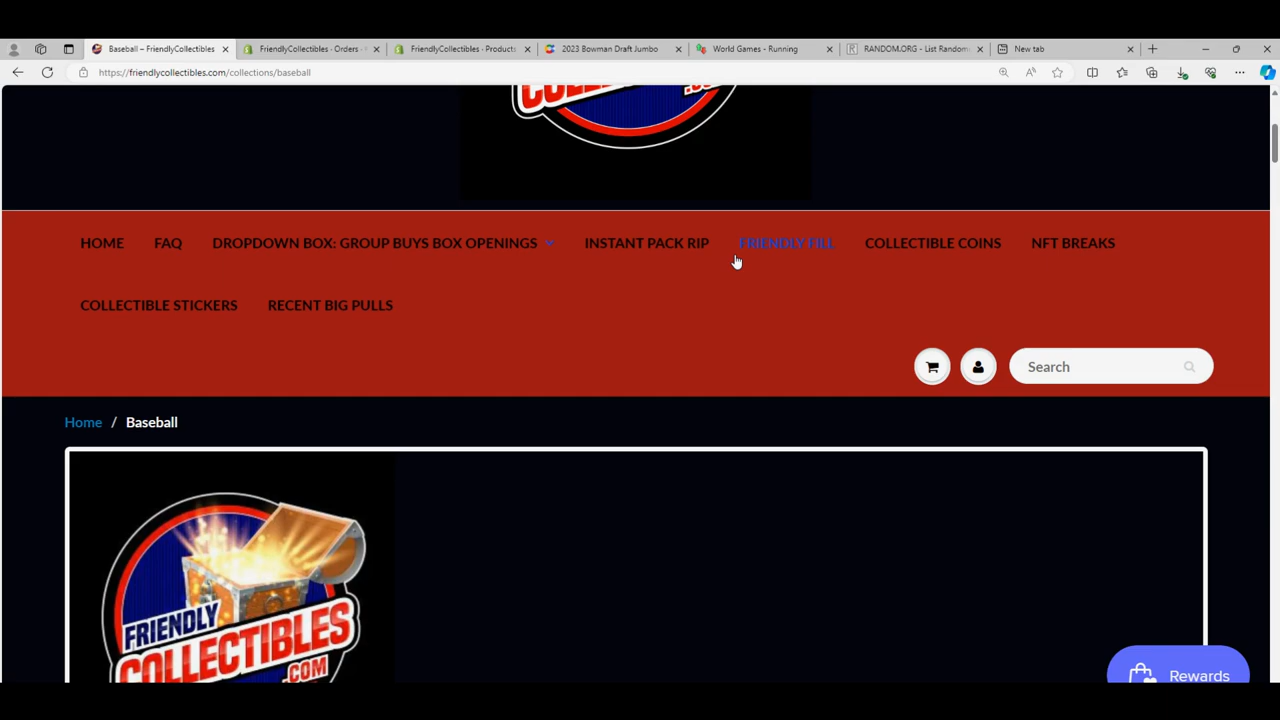 Baseball – FriendlyCollectibles
FriendlyCollectibles · Orders ·
FriendlyCollectibles · Products
2023 Bowman Draft Jumbo
World Games - Running
RANDOM.ORG - List Random
New tab
https://friendlycollectibles.com/collections/baseball
.CO
HOME FAQ DROPDOWN BOX: GROUP BUYS BOX OPENINGS INSTANT PACK RIP FRIENDLY FILL COLLECTIBLE COINS NFT BREAKS
COLLECTIBLE STICKERS RECENT BIG PULLS
Search
Home / Baseball
FRIENDLY
COLLECTIBLES
.COM
Rewards